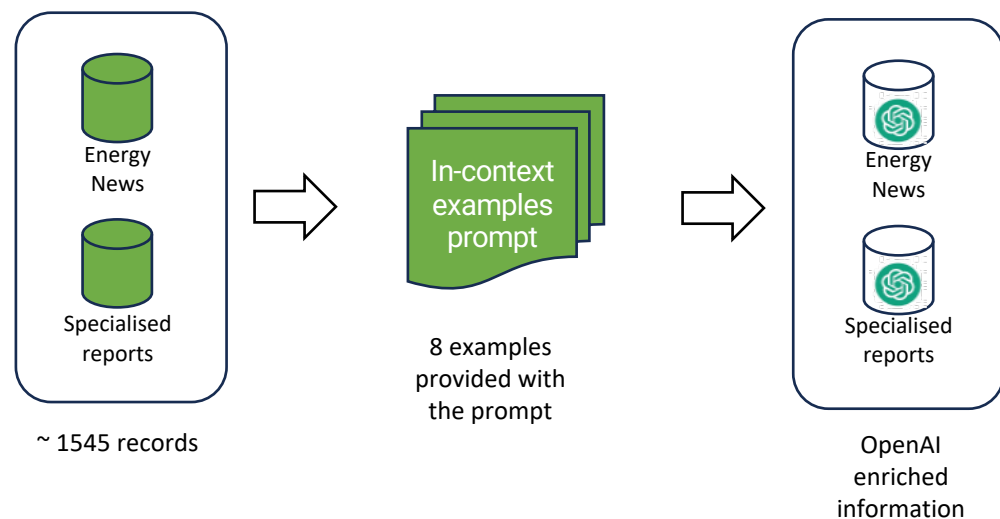 Energy
News
Specialised
reports
~ 1545 records
In-context
examples
prompt
8 examples
provided with
the prompt
Energy
News
Specialised
reports
OpenAI
enriched
information